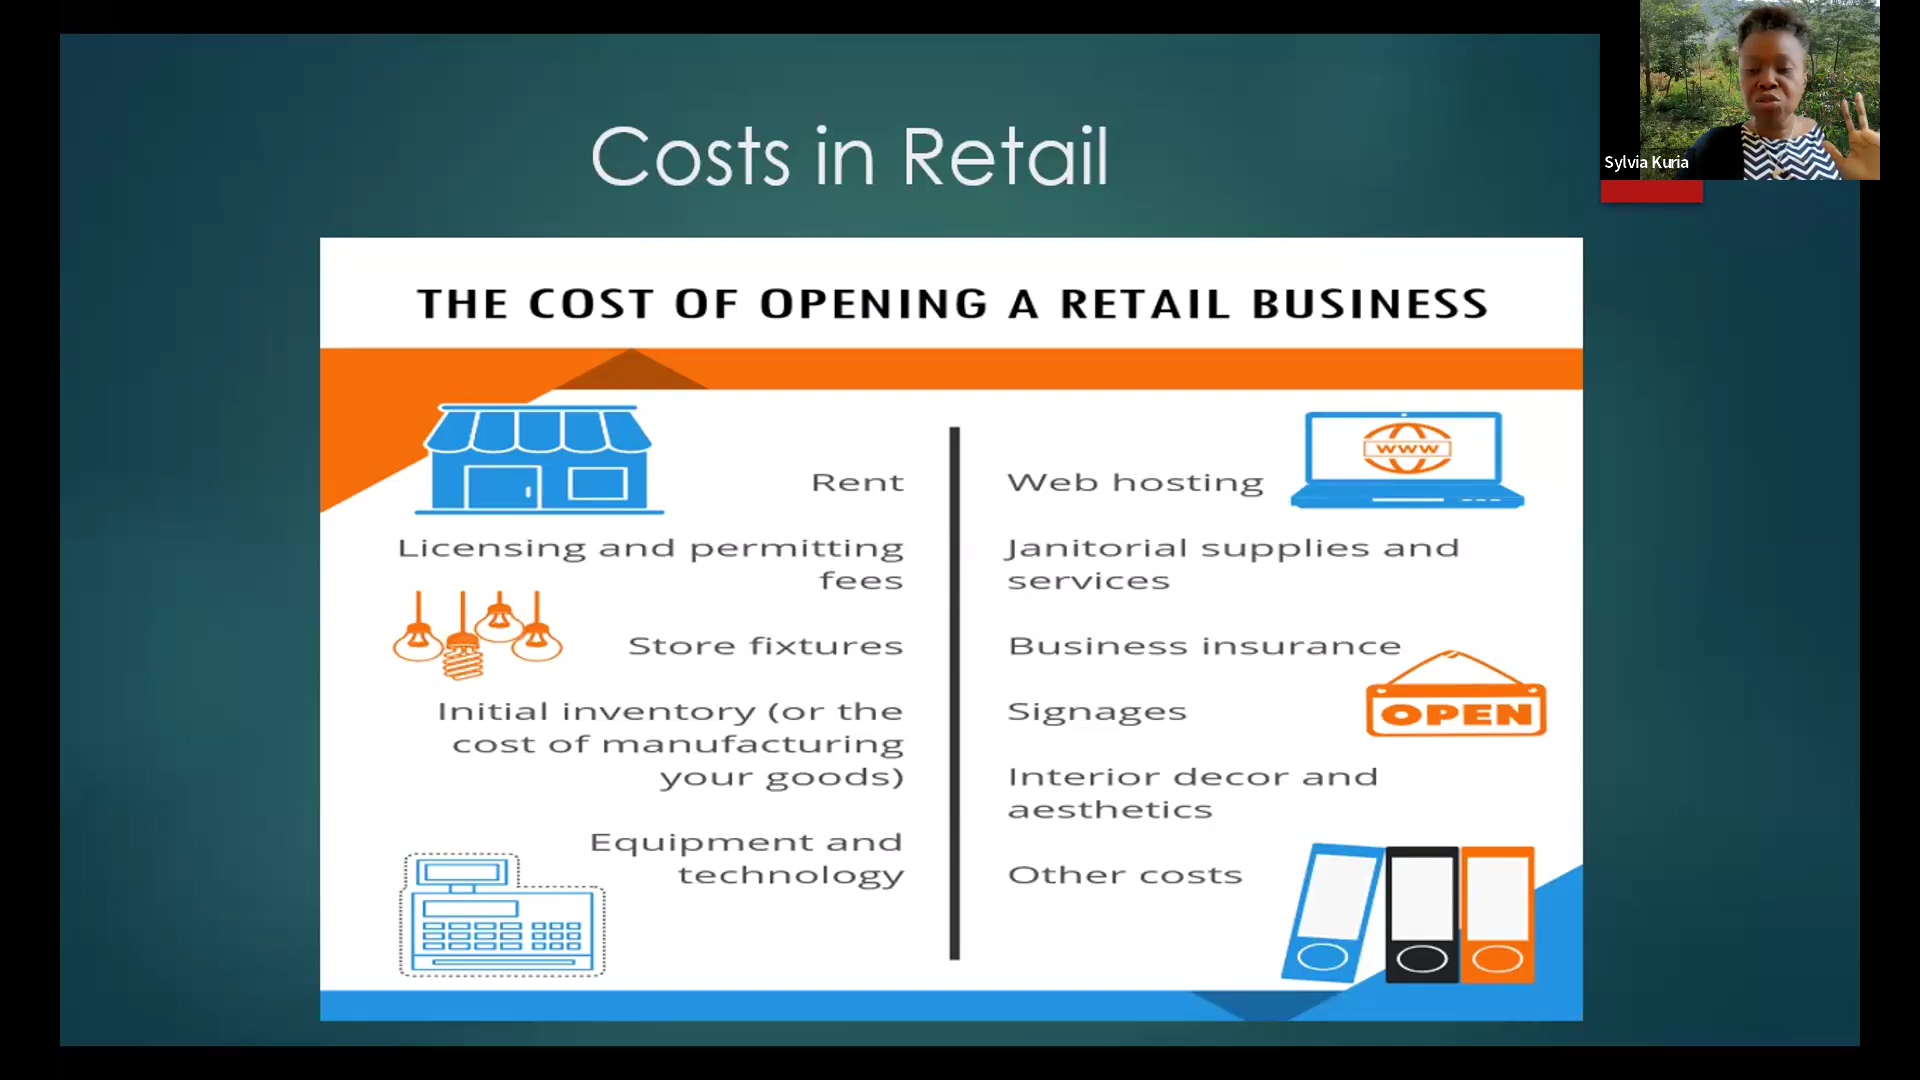 Costs in Retail
Sylvia Kuria
THE COST OF OPENING A RETAIL BUSINESS
Rent
Licensing and permitting
fees
Store fixtures
Initial inventory (or the
cost of manufacturing
your goods)
Equipment and
technology
www
Web hosting
Janitorial supplies and
services
Business insurance
Signages
OPEN
Interior decor and
aesthetics
Other costs